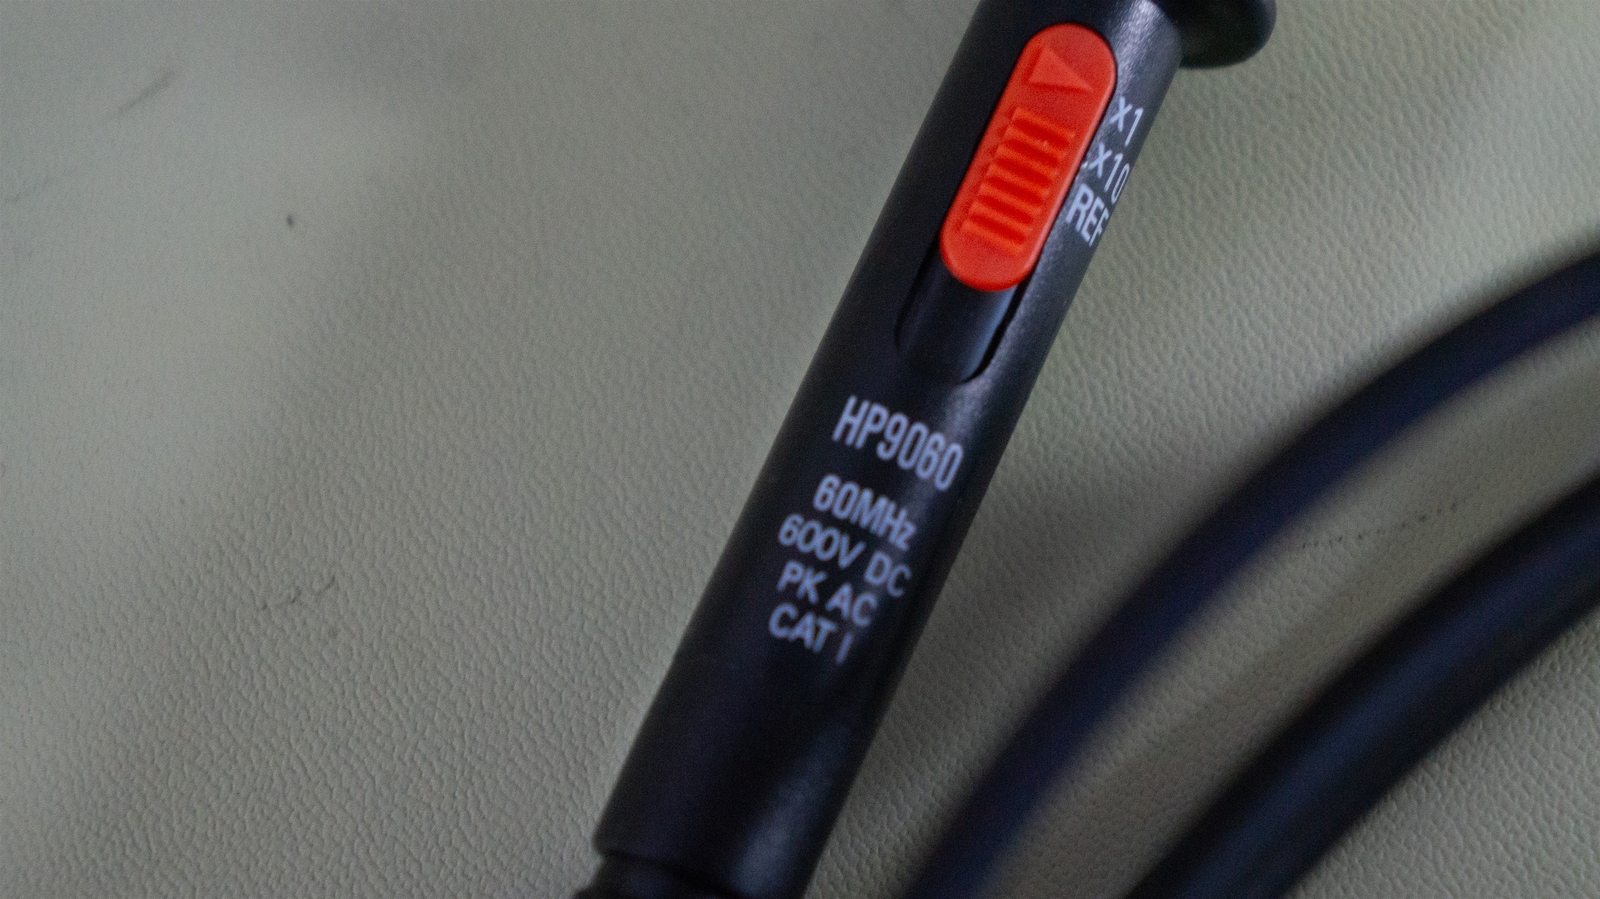 x1
x10
REF
HP9060
60MHz
600V DC
PK AC
CAT I